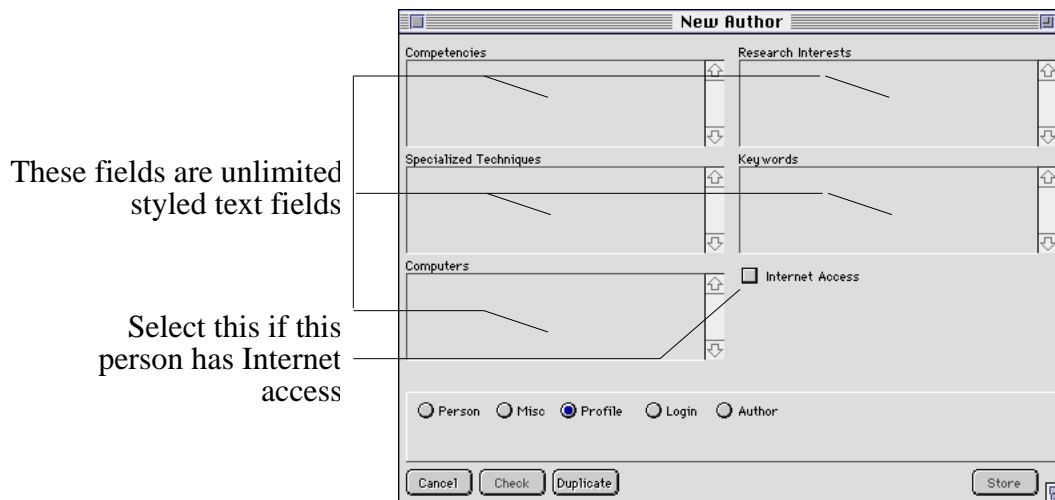 New Author
Competencies
Research Interests
These fields are unlimited
styled text fields
Specialized Techniques
Keywords
Computers
Internet Access
Select this if this
person has Internet
access
Person Misc Profile Login Author
Cancel Check Duplicate Store